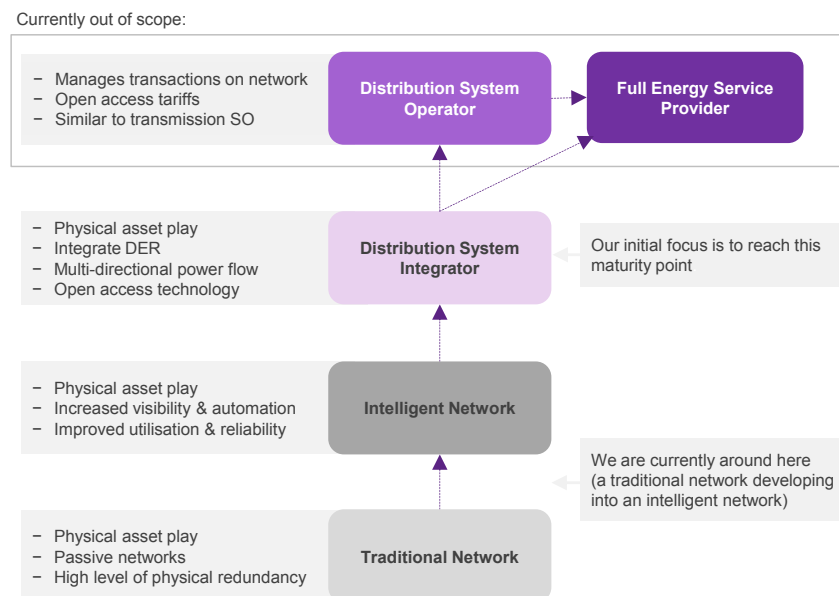 Currently out of scope:
− Manages transactions on network
− Open access tariffs
− Similar to transmission SO
Distribution System
Operator
Full Energy Service
Provider
− Physical asset play
− Integrate DER
− Multi-directional power flow
− Open access technology
Distribution System
Integrator
Our initial focus is to reach this
maturity point
− Physical asset play
− Increased visibility & automation
− Improved utilisation & reliability
Intelligent Network
We are currently around here
(a traditional network developing
into an intelligent network)
− Physical asset play
− Passive networks
− High level of physical redundancy
Traditional Network